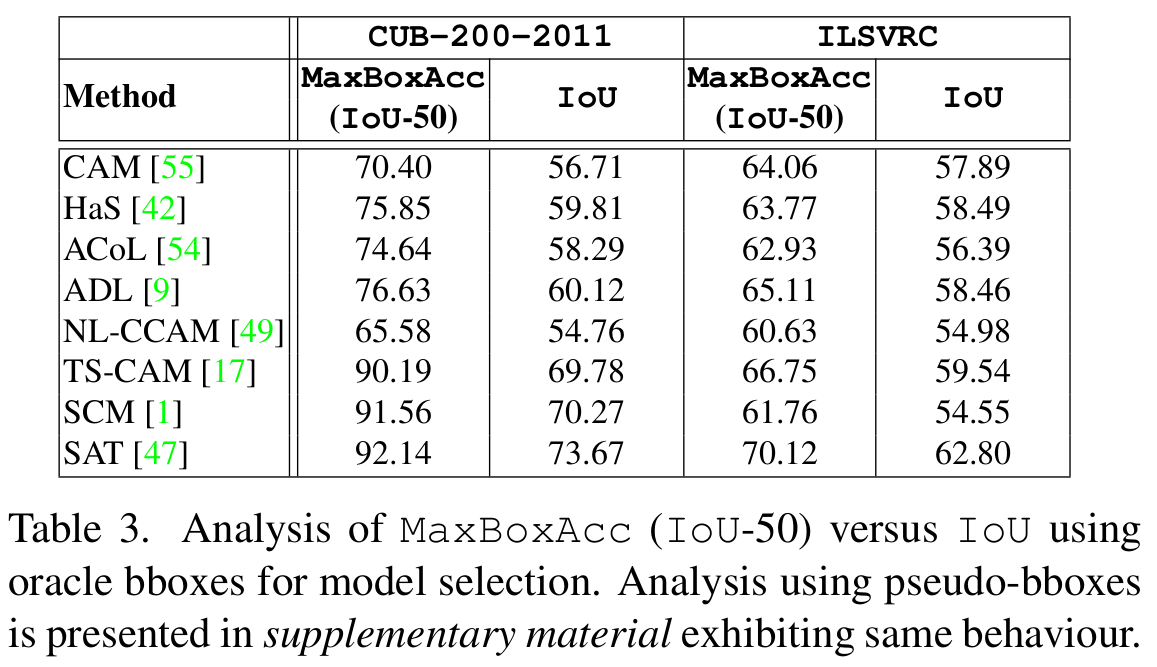 CUB-200-2011 ILSVRC
Method MaxBoxAcc (IoU-50) IoU MaxBoxAcc (IoU-50) IoU
CAM [55] 70.40 56.71 64.06 57.89
HaS [42] 75.85 59.81 63.77 58.49
ACoL [54] 74.64 58.29 62.93 56.39
ADL [9] 76.63 60.12 65.11 58.46
NL-CCAM [49] 65.58 54.76 60.63 54.98
TS-CAM [17] 90.19 69.78 66.75 59.54
SCM [1] 91.56 70.27 61.76 54.55
SAT [47] 92.14 73.67 70.12 62.80
Table 3. Analysis of MaxBoxAcc (IoU-50) versus IoU using
oracle bboxes for model selection. Analysis using pseudo-bboxes
is presented in supplementary material exhibiting same behaviour.